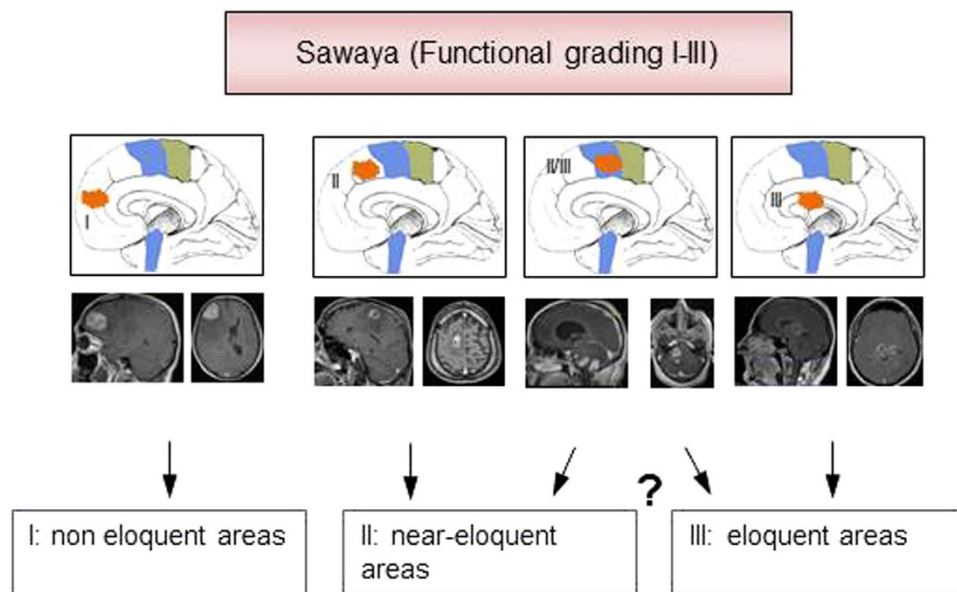 Sawaya (Functional grading I-III)
I
II
II/III
III
?
I: non eloquent areas
II: near-eloquent
areas
III: eloquent areas